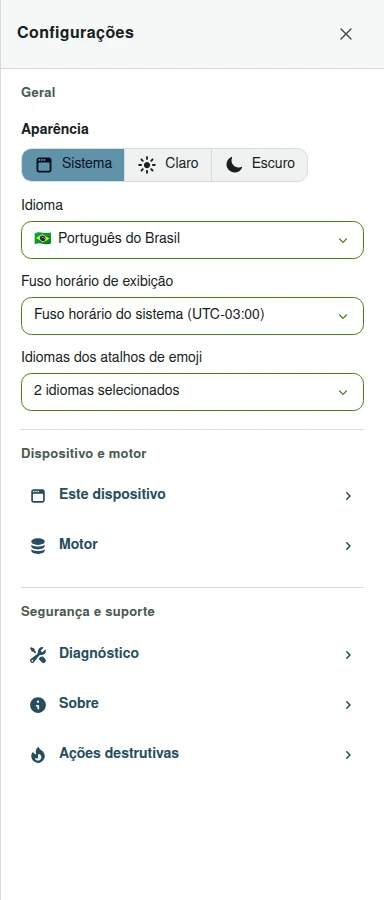 Configurações
Geral
Aparência
Sistema Claro Escuro
Idioma
Português do Brasil
Fuso horário de exibição
Fuso horário do sistema (UTC-03:00)
Idiomas dos atalhos de emoji
2 idiomas selecionados
Dispositivo e motor
Este dispositivo
Motor
Segurança e suporte
Diagnóstico
Sobre
Ações destrutivas